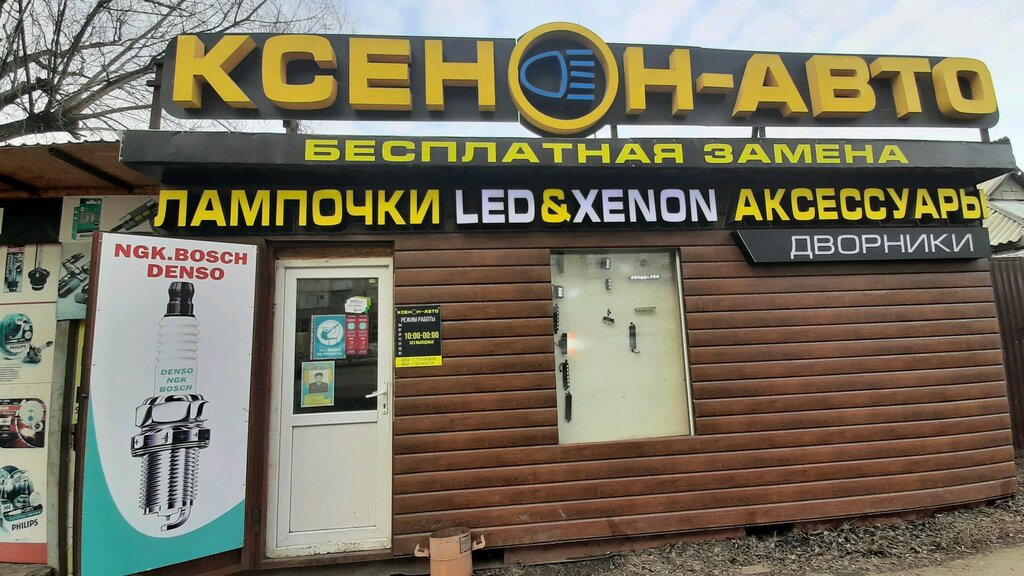 КСЕНОН-АВТО
БЕСПЛАТНАЯ ЗАМЕНА
ЛАМПОЧКИ LED&XENON АКСЕССУАРЫ
ДВОРНИКИ
NGK.BOSCH
DENSO
DENSO
NGK
BOSCH
КСЕНОН-АВТО
РЕЖИМ РАБОТЫ
10:00-00:00
БЕЗ ВЫХОДНЫХ
PHILIPS
PHILIPS